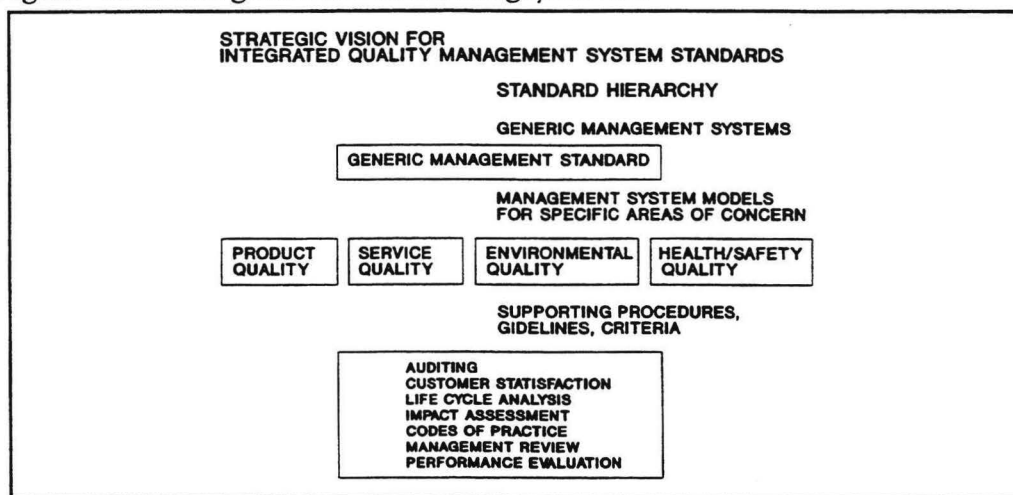 STRATEGIC VISION FOR
INTEGRATED QUALITY MANAGEMENT SYSTEM STANDARDS
STANDARD HIERARCHY
GENERIC MANAGEMENT SYSTEMS
GENERIC MANAGEMENT STANDARD
MANAGEMENT SYSTEM MODELS
FOR SPECIFIC AREAS OF CONCERN
PRODUCT
QUALITY
SERVICE
QUALITY
ENVIRONMENTAL
QUALITY
HEALTH/SAFETY
QUALITY
SUPPORTING PROCEDURES,
GIDELINES, CRITERIA
AUDITING
CUSTOMER STATISFACTION
LIFE CYCLE ANALYSIS
IMPACT ASSESSMENT
CODES OF PRACTICE
MANAGEMENT REVIEW
PERFORMANCE EVALUATION